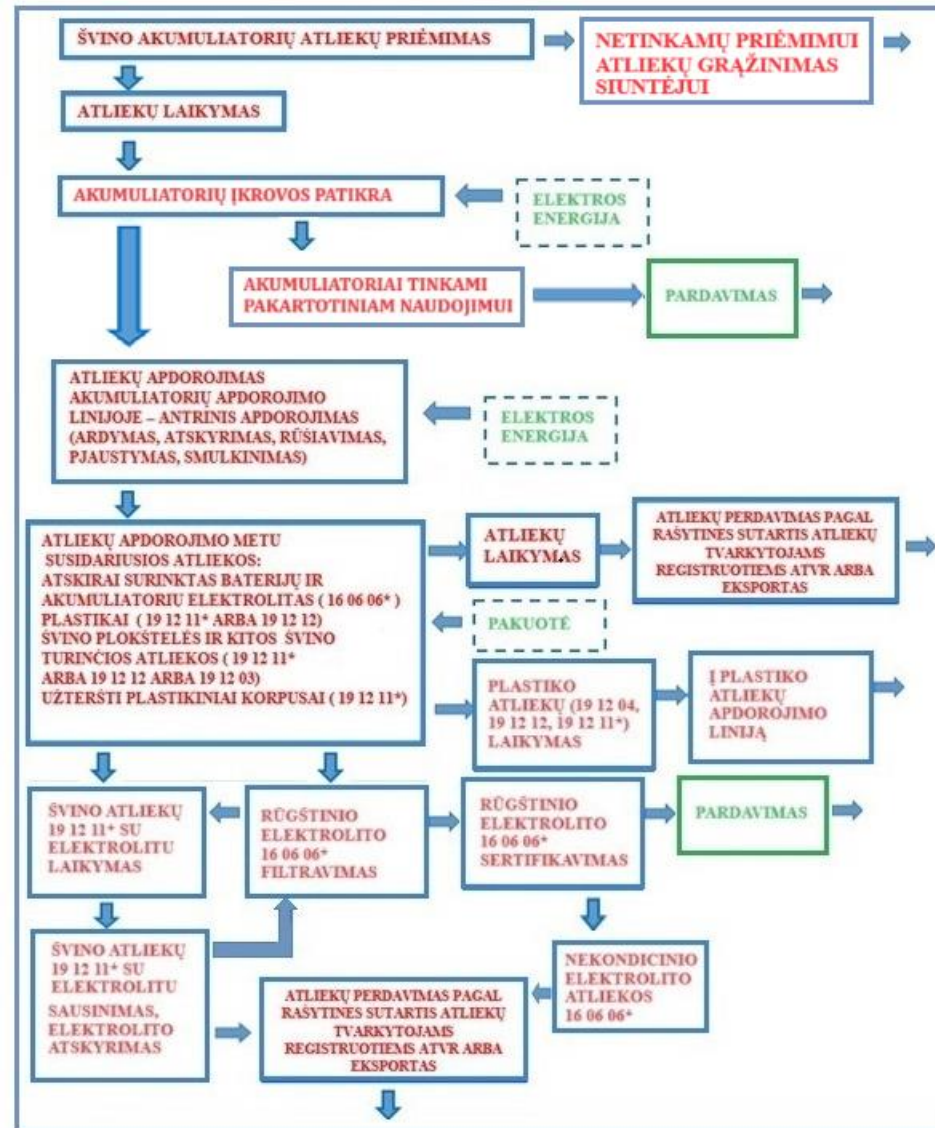 ŠVINO AKUMULIATORIŲ ATLIEKŲ PRIĖMIMAS
NETINKAMŲ PRIĖMIMUI
ATLIEKŲ GRĄŽINIMAS
SIUNTĖJUI
ATLIEKŲ LAIKYMAS
AKUMULIATORIŲ ĮKROVOS PATIKRA
ELEKTROS
ENERGIJA
AKUMULIATORIAI TINKAMI
PAKARTOTINIAM NAUDOJIMUI
PARDAVIMAS
ATLIEKŲ APDOROJIMAS
AKUMULIATORIŲ APDOROJIMO
LINIJOJE – ANTRINIS APDOROJIMAS
(ARDYMAS, ATSKYRIMAS, RŪŠIAVIMAS,
PJAUSTYMAS, SMULKINIMAS)
ELEKTROS
ENERGIJA
ATLIEKŲ APDOROJIMO METU
SUSIDARIUSIOS ATLIEKOS:
ATSKIRAI SURINKTAS BATERIJŲ IR
AKUMULIATORIU ELEKTROLITAS ( 16 06 06* )
PLASTIKAI ( 19 12 11* ARBA 19 12 12)
ŠVINO PLOKŠTELĖS IR KITOS ŠVINO
TURINČIOS ATLIEKOS ( 19 12 11*
ARBA 19 12 12 ARBA 19 12 03)
UŽTERŠTI PLASTIKINIAI KORPUSAI ( 19 12 11*)
ATLIEKŲ
LAIKYMAS
ATLIEKŲ PERDAVIMAS PAGAL
RAŠYTINES SUTARTIS ATLIEKŲ
TVARKYTOJAMS
REGISTRUOTIEMS ATVR ARBA
EKSPORTAS
PAKUOTĖ
PLASTIKO
ATLIEKŲ (19 12 04,
19 12 12, 19 12 11*)
LAIKYMAS
Į PLASTIKO
ATLIEKŲ
APDOROJIMO
LINIJĄ
ŠVINO ATLIEKŲ
19 12 11* SU
ELEKTROLITU
LAIKYMAS
RŪGŠTINIO
ELEKTROLITO
16 06 06*
FILTRAVIMAS
RŪGŠTINIO
ELEKTROLITO
16 06 06*
SERTIFIKAVIMAS
PARDAVIMAS
ŠVINO ATLIEKŲ
19 12 11* SU
ELEKTROLITU
SAUSINIMAS,
ELEKTROLITO
ATSKYRIMAS
ATLIEKŲ PERDAVIMAS PAGAL
RAŠYTINES SUTARTIS ATLIEKŲ
TVARKYTOJAMS
REGISTRUOTIEMS ATVR ARBA
EKSPORTAS
NEKONDICINIO
ELEKTROLITO
ATLIEKOS
16 06 06*